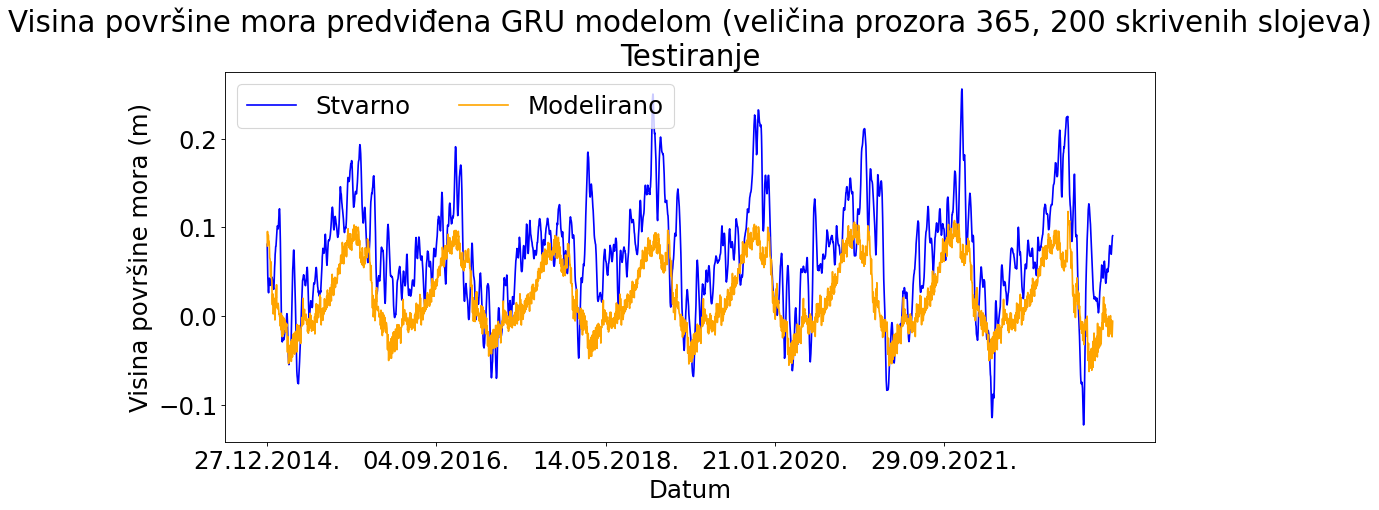 Visina površine mora predviđena GRU modelom (veličina prozora 365, 200 skrivenih slojeva)
Testiranje
Stvarno
Modelirano
Visina površine mora (m)
0.2
0.1
0.0
−0.1
27.12.2014.
04.09.2016.
14.05.2018.
21.01.2020.
29.09.2021.
Datum